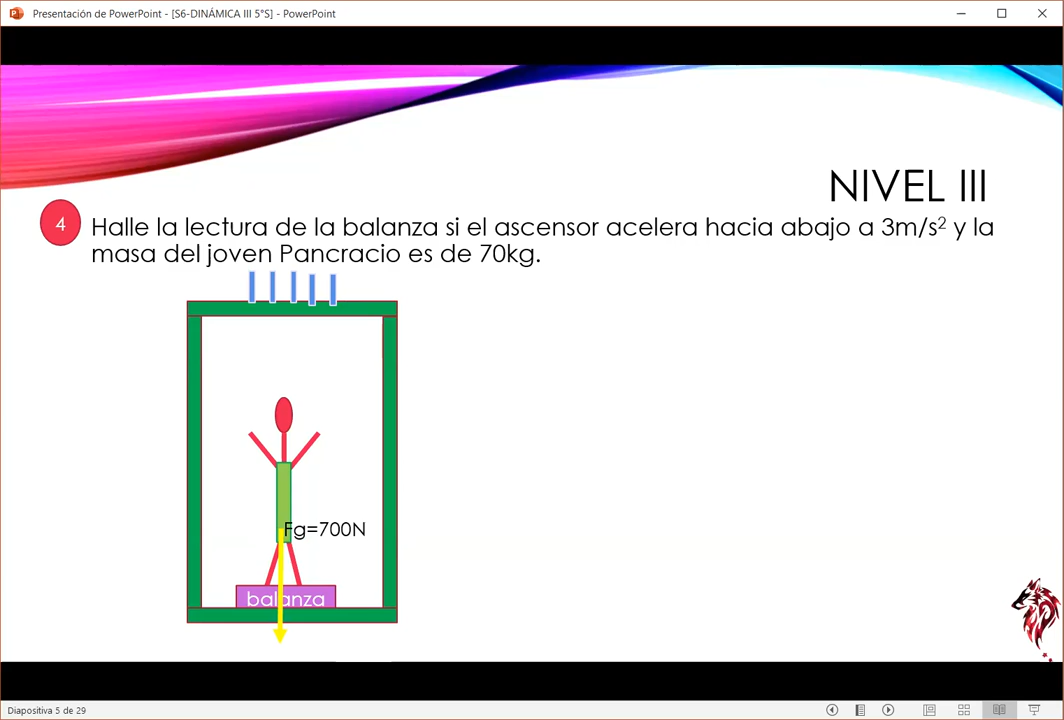 Presentación de PowerPoint - [S6-DINÁMICA III 5°S] - PowerPoint
NIVEL III
4
Halle la lectura de la balanza si el ascensor acelera hacia abajo a 3m/s² y la
masa del joven Pancracio es de 70kg.
Fg=700N
balanza
Diapositiva 5 de 29